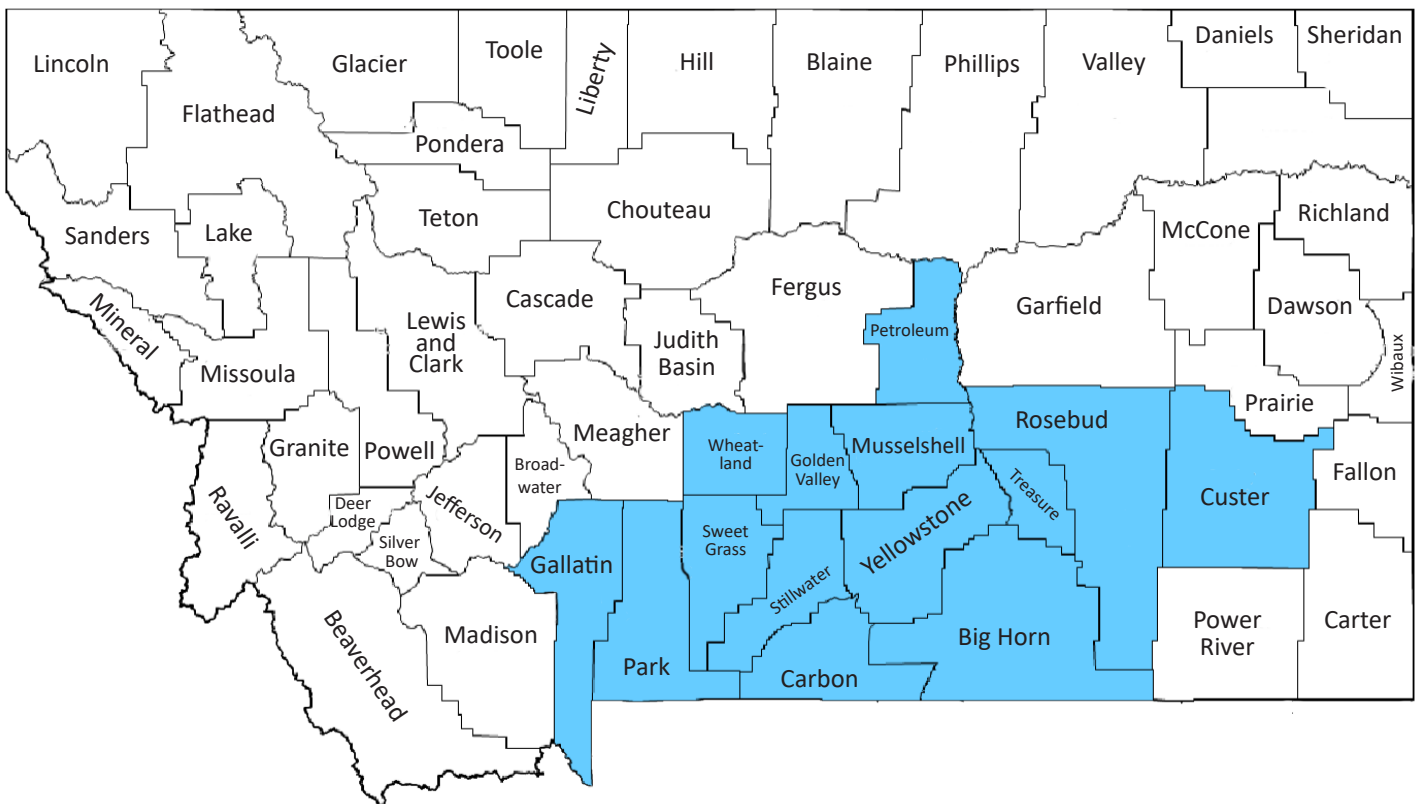 Lincoln
Flathead
Glacier
Toole
Liberty
Hill
Blaine
Phillips
Valley
Daniels
Sheridan
Pondera
Teton
Chouteau
Sanders
Lake
McCone
Richland
Mineral
Missoula
Lewis
and
Clark
Cascade
Judith
Basin
Fergus
Petroleum
Garfield
Dawson
Wibaux
Prairie
Granite
Powell
Meagher
Broad-
water
Wheat-
land
Golden
Valley
Musselshell
Rosebud
Treasure
Custer
Fallon
Ravalli
Deer
Lodge
Silver
Bow
Jefferson
Gallatin
Sweet
Grass
Stillwater
Yellowstone
Beaverhead
Madison
Park
Carbon
Big Horn
Power
River
Carter